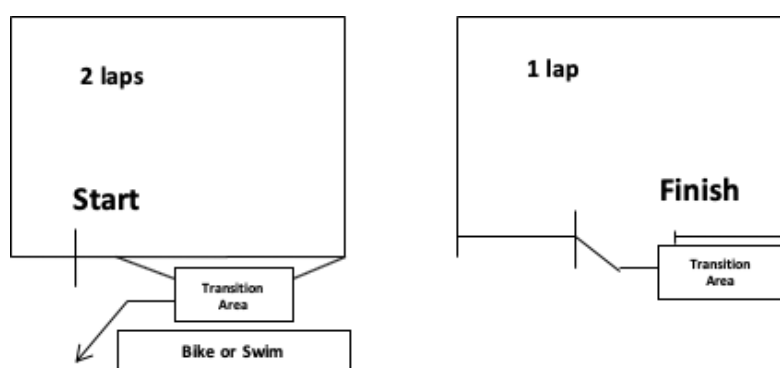 2 laps
Start
Transition
Area
Bike or Swim
1 lap
Finish
Transition
Area